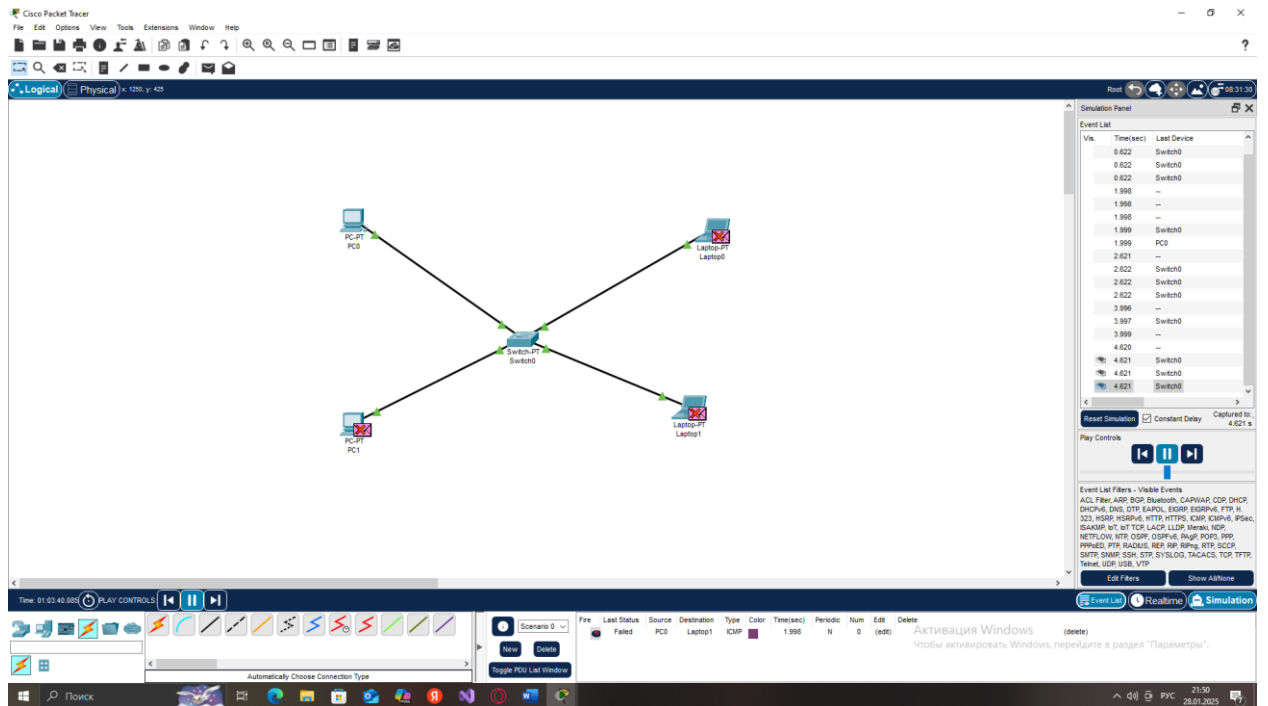 Cisco Packet Tracer
File Edit Options View Tools Extensions Window Help
?
Logical Physical x: 1250, y: 425 Root 08:31:30
Simulation Panel
Event List
Vis. Time(sec) Last Device
0.622 Switch0
0.622 Switch0
0.622 Switch0
1.998 --
1.998 --
1.998 --
1.999 Switch0
1.999 PC0
2.621 --
2.622 Switch0
2.622 Switch0
2.622 Switch0
3.996 --
3.997 Switch0
3.999 --
4.620 --
4.621 Switch0
4.621 Switch0
4.621 Switch0
Reset Simulation Constant Delay Captured to:
4.621 s
Play Controls
Event List Filters - Visible Events
ACL Filter, ARP, BGP, Bluetooth, CAPWAP, CDP, DHCP,
DHCPv6, DNS, DTP, EAPOL, EIGRP, EIGRPv6, FTP, H.
323, HSRP, HSRPv6, HTTP, HTTPS, ICMP, ICMPv6, IPSec,
ISAKMP, IoT, IoT TCP, LACP, LLDP, Meraki, NDP,
NETFLOW, NTP, OSPF, OSPFv6, PAgP, POP3, PPP,
PPPoED, PTP, RADIUS, REP, RIP, RIPng, RTP, SCCP,
SMTP, SNMP, SSH, STP, SYSLOG, TACACS, TCP, TFTP,
Telnet, UDP, USB, VTP
Edit Filters Show All/None
PC-PT
PC0
Laptop-PT
Laptop0
Switch-PT
Switch0
PC-PT
PC1
Laptop-PT
Laptop1
Time: 01:03:40.085 PLAY CONTROLS: Event List Realtime Simulation
Scenario 0
New Delete
Toggle PDU List Window
Fire Last Status Source Destination Type Color Time(sec) Periodic Num Edit Delete
Failed PC0 Laptop1 ICMP 1.998 N 0 (edit) (delete)
Активация Windows
Чтобы активировать Windows, перейдите в раздел "Параметры".
Automatically Choose Connection Type
Поиск РУС 21:50
28.01.2025